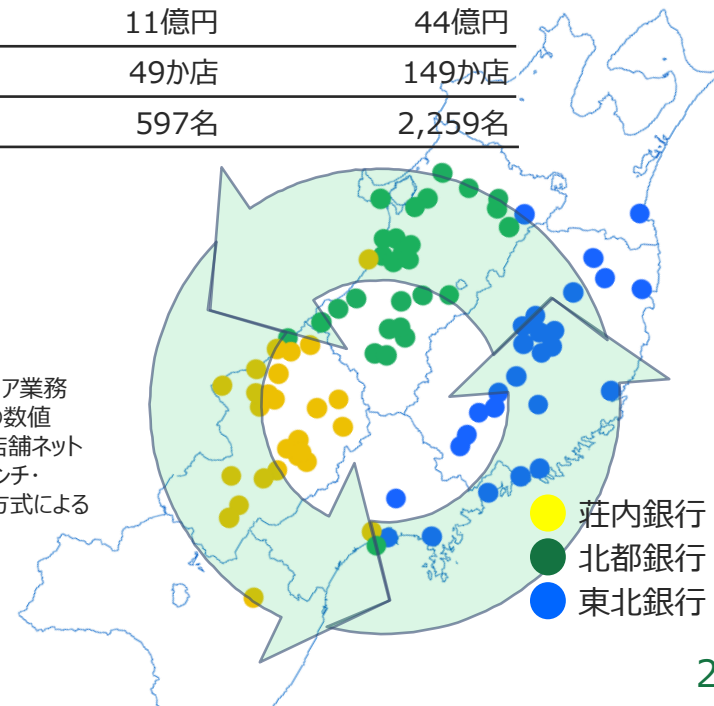 11億円 44億円
49か店 149か店
597名 2,259名
ア業務
の数値
店舗ネット
ンチ・
方式による
荘内銀行
北都銀行
東北銀行
2